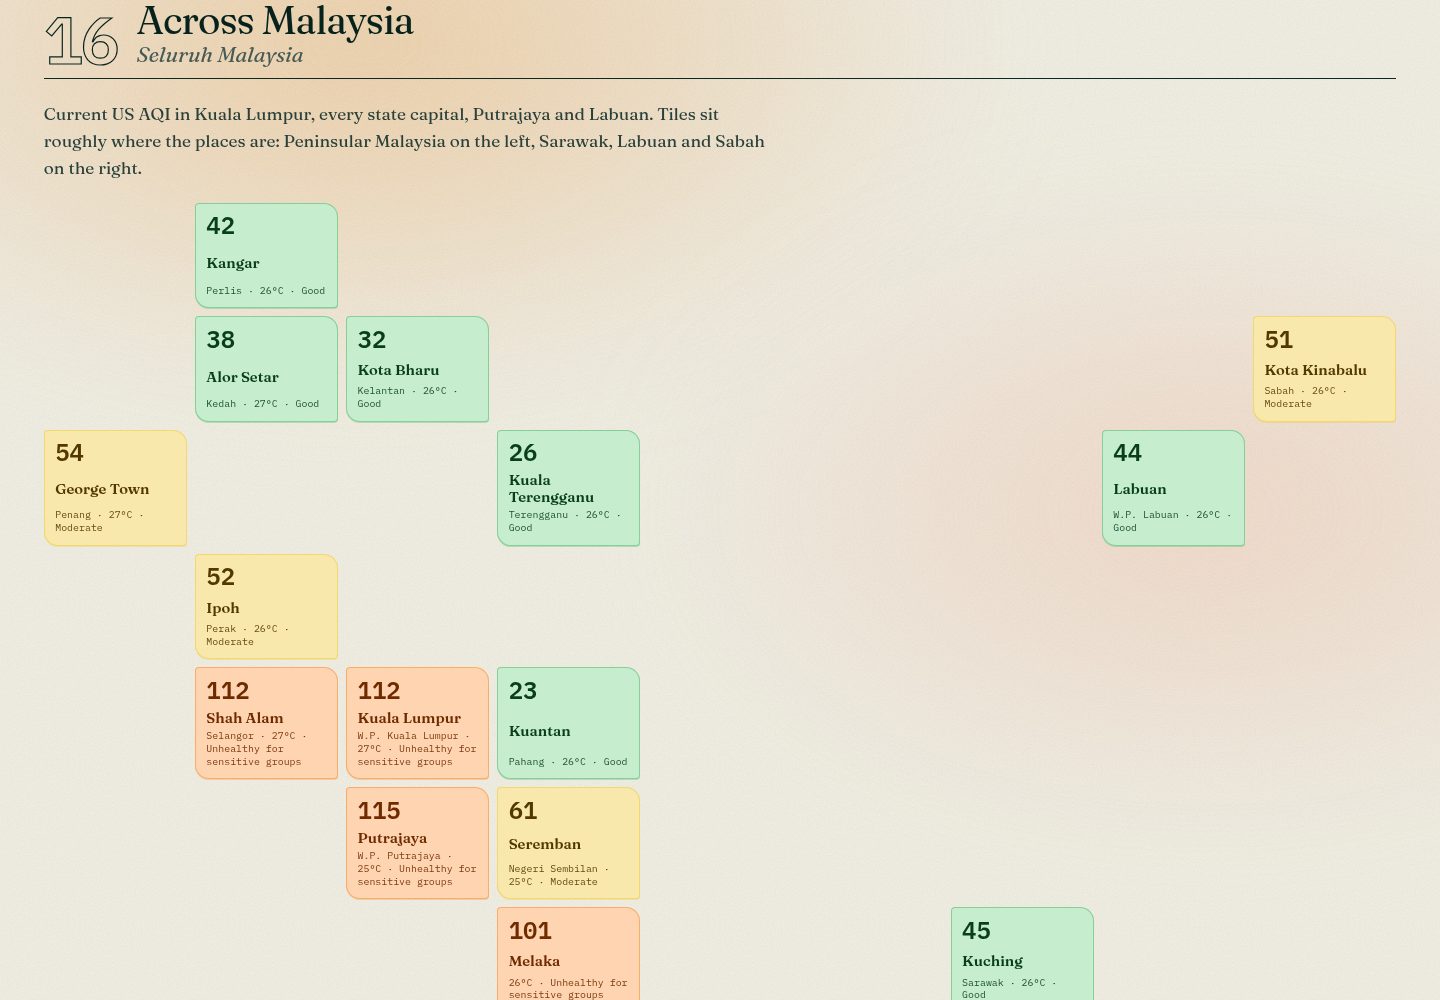 16
Across Malaysia
Seluruh Malaysia
Current US AQI in Kuala Lumpur, every state capital, Putrajaya and Labuan. Tiles sit
roughly where the places are: Peninsular Malaysia on the left, Sarawak, Labuan and Sabah
on the right.
42
Kangar
Perlis · 26°C · Good
38
Alor Setar
Kedah · 27°C · Good
32
Kota Bharu
Kelantan · 26°C ·
Good
51
Kota Kinabalu
Sabah · 26°C ·
Moderate
54
George Town
Penang · 27°C ·
Moderate
26
Kuala
Terengganu
Terengganu · 26°C ·
Good
44
Labuan
W.P. Labuan · 26°C ·
Good
52
Ipoh
Perak · 26°C ·
Moderate
112
Shah Alam
Selangor · 27°C ·
Unhealthy for
sensitive groups
112
Kuala Lumpur
W.P. Kuala Lumpur ·
27°C · Unhealthy for
sensitive groups
23
Kuantan
Pahang · 26°C · Good
115
Putrajaya
W.P. Putrajaya ·
25°C · Unhealthy for
sensitive groups
61
Seremban
Negeri Sembilan ·
25°C · Moderate
101
Melaka
26°C · Unhealthy for
sensitive groups
45
Kuching
Sarawak · 26°C ·
Good